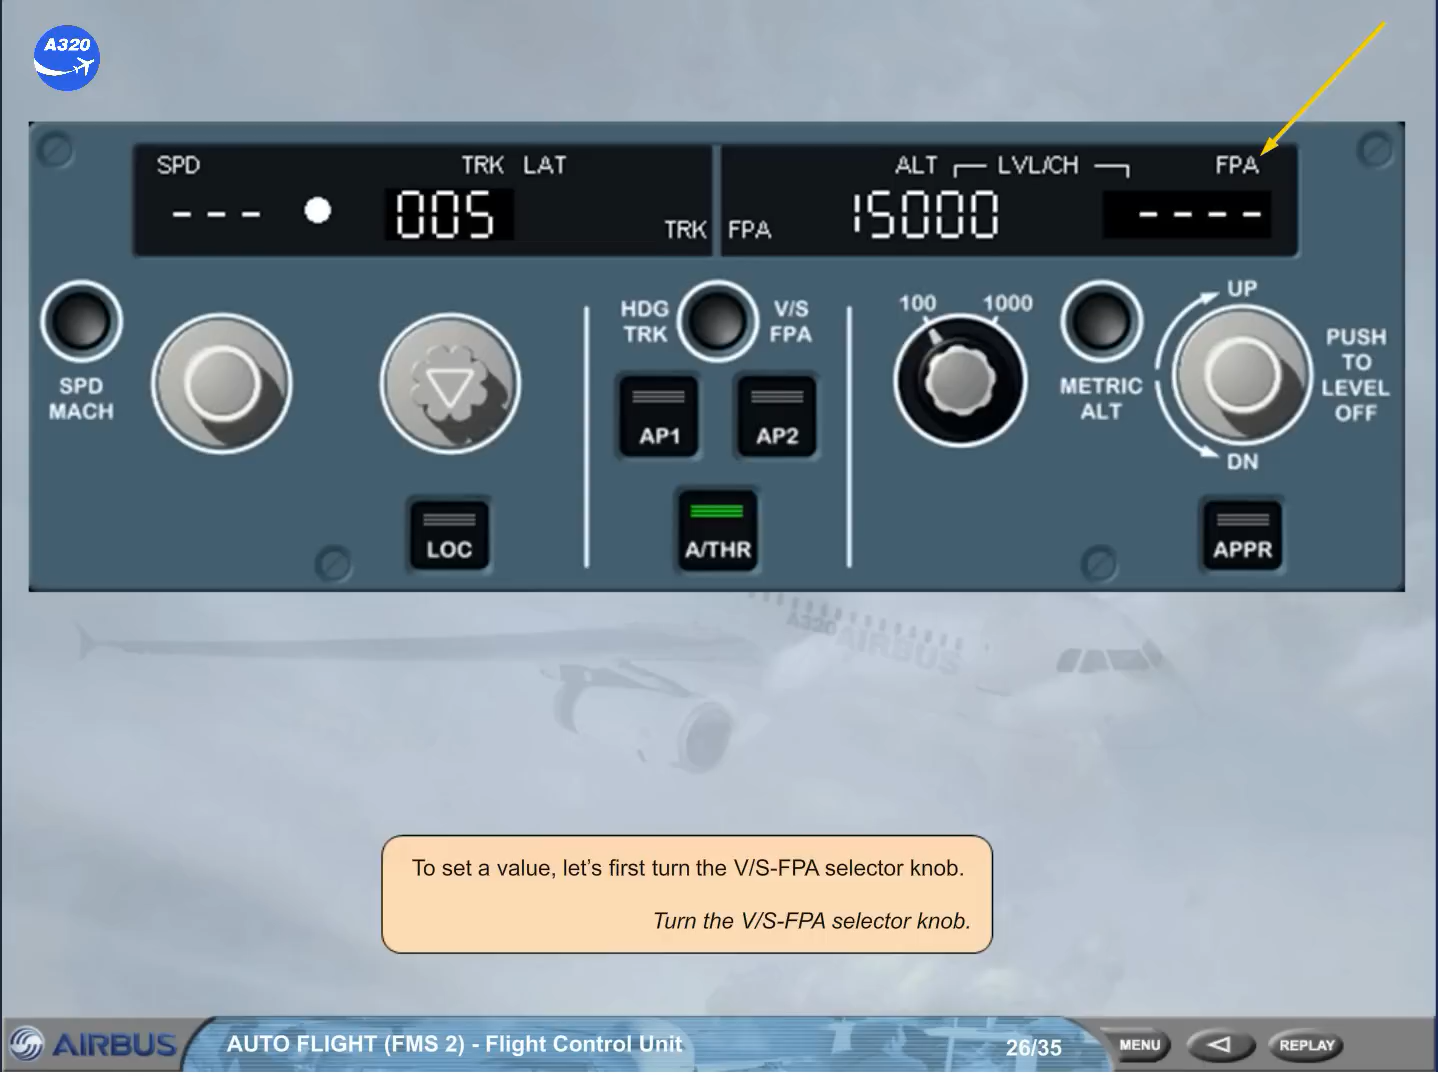 A320
SPD TRK LAT ALT LVL/CH FPA
--- 005 15000 ----
TRK FPA
SPD
MACH
HDG
TRK
V/S
FPA
100 1000
METRIC
ALT
UP
DN
PUSH
TO
LEVEL
OFF
AP1 AP2
LOC
A/THR
APPR
A320 AIRBUS
To set a value, let's first turn the V/S-FPA selector knob.
Turn the V/S-FPA selector knob.
AIRBUS
AUTO FLIGHT (FMS 2) - Flight Control Unit
26/35
MENU
REPLAY